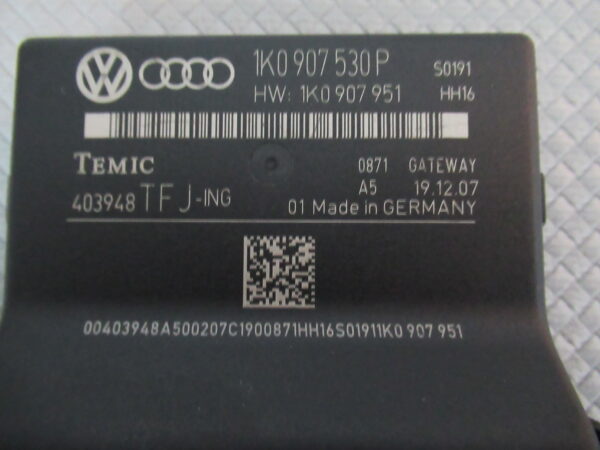 1K0 907 530 P S0191
HW: 1K0 907 951 HH16
TEMIC 0871 GATEWAY
403948 TFJ-ING A5 19.12.07
01 Made in GERMANY
00403948A500207C1900871HH16S01911K0 907 951